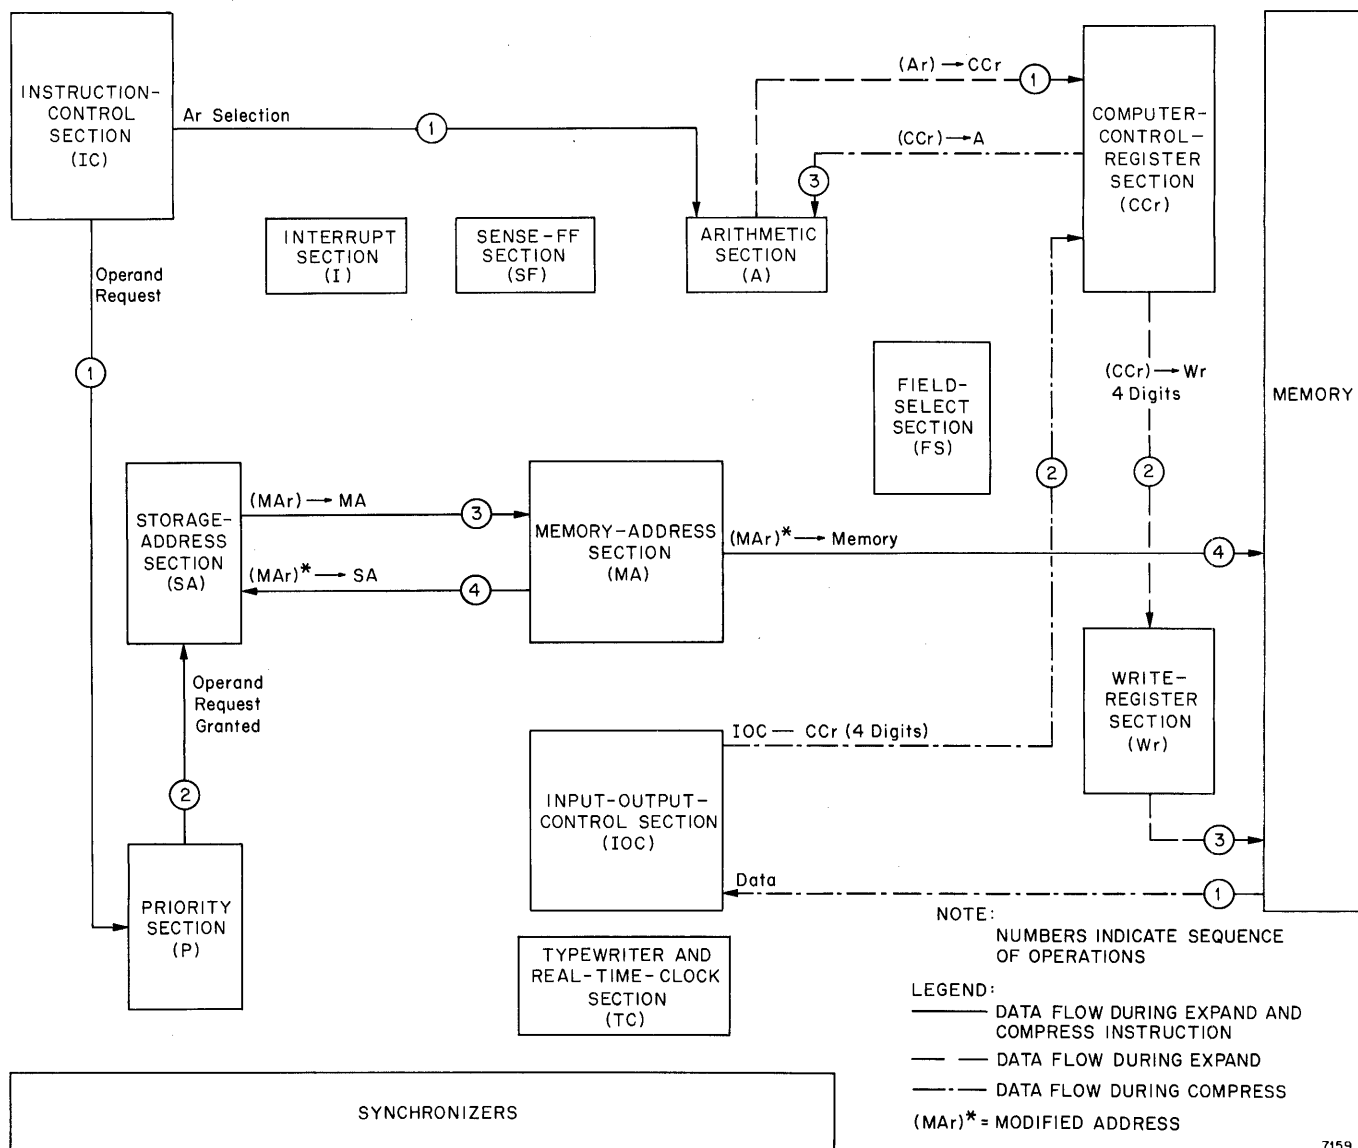 INSTRUCTION-
CONTROL
SECTION
(IC)
Ar Selection
1
(Ar) → CCr
1
(CCr) → A
3
COMPUTER-
CONTROL-
REGISTER
SECTION
(CCr)
MEMORY
INTERRUPT
SECTION
(I)
SENSE-FF
SECTION
(SF)
ARITHMETIC
SECTION
(A)
Operand
Request
1
FIELD-
SELECT
SECTION
(FS)
(CCr) → Wr
4 Digits
2
2
STORAGE-
ADDRESS
SECTION
(SA)
(MAr) → MA
3
(MAr)* → SA
4
MEMORY-ADDRESS
SECTION
(MA)
(MAr)* → Memory
4
Operand
Request
Granted
2
WRITE-
REGISTER
SECTION
(Wr)
3
IOC — CCr (4 Digits)
INPUT-OUTPUT-
CONTROL SECTION
(IOC)
Data
1
PRIORITY
SECTION
(P)
TYPEWRITER AND
REAL-TIME-CLOCK
SECTION
(TC)
NOTE:
NUMBERS INDICATE SEQUENCE
OF OPERATIONS
LEGEND:
DATA FLOW DURING EXPAND AND
COMPRESS INSTRUCTION
DATA FLOW DURING EXPAND
DATA FLOW DURING COMPRESS
(MAr)* = MODIFIED ADDRESS
SYNCHRONIZERS
7159